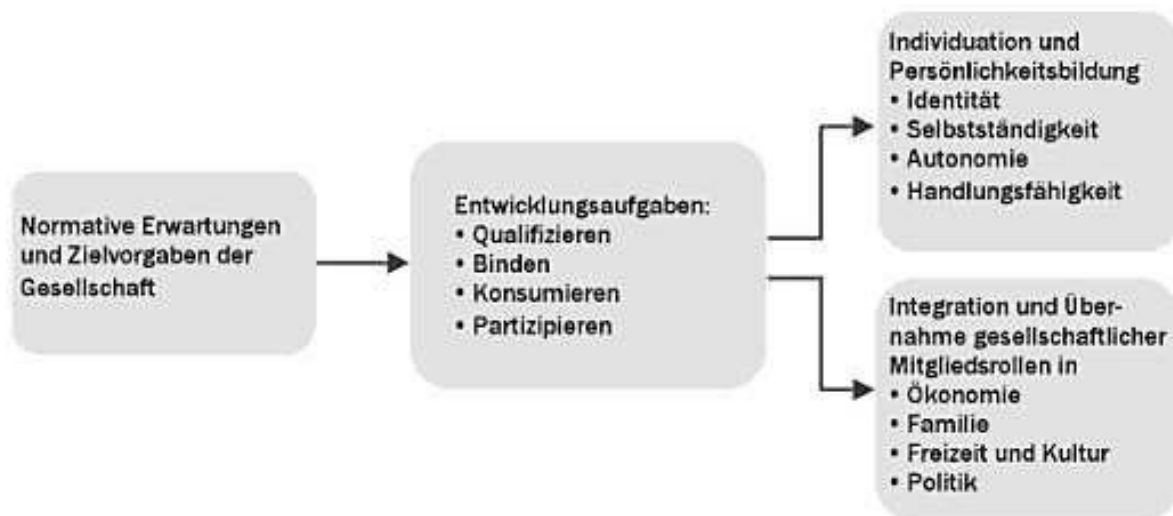 Normative Erwartungen
und Zielvorgaben der
Gesellschaft
Entwicklungsaufgaben:
• Qualifizieren
• Binden
• Konsumieren
• Partizipieren
Individuation und
Persönlichkeitsbildung
• Identität
• Selbstständigkeit
• Autonomie
• Handlungsfähigkeit
Integration und Über-
nahme gesellschaftlicher
Mitgliedsrollen in
• Ökonomie
• Familie
• Freizeit und Kultur
• Politik